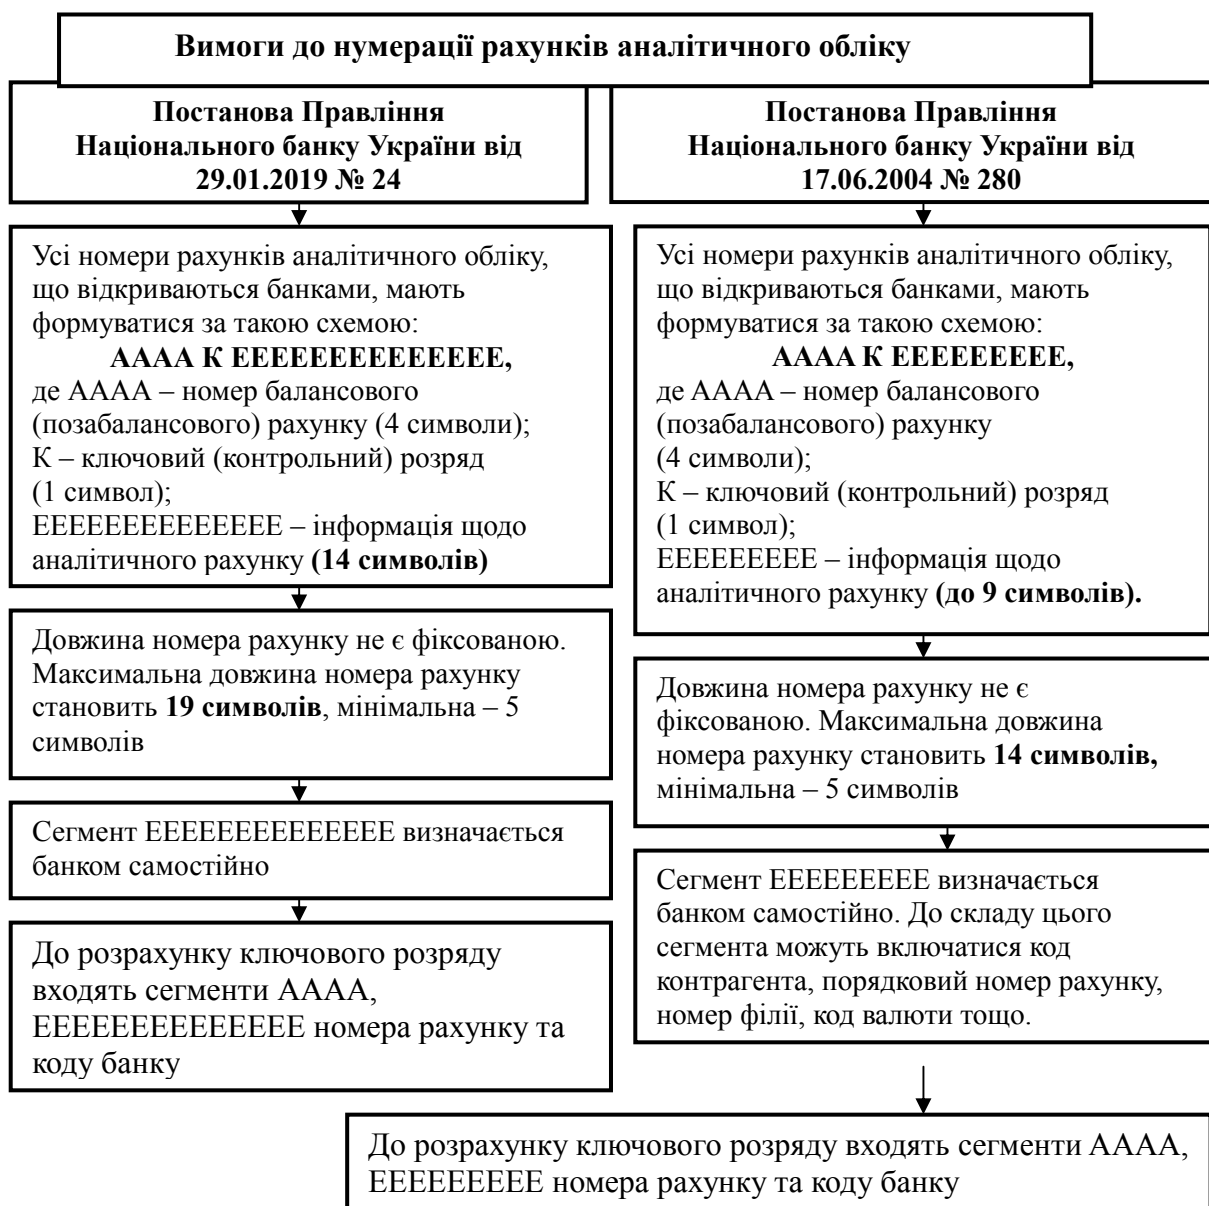 Вимоги до нумерації рахунків аналітичного обліку
Постанова Правління
Національного банку України від
29.01.2019 № 24
Постанова Правління
Національного банку України від
17.06.2004 № 280
Усі номери рахунків аналітичного обліку,
що відкриваються банками, мають
формуватися за такою схемою:
АААА К ЕЕЕЕЕЕЕЕЕЕЕЕЕЕ,
де АААА – номер балансового
(позабалансового) рахунку (4 символи);
К – ключовий (контрольний) розряд
(1 символ);
ЕЕЕЕЕЕЕЕЕЕЕЕЕЕ – інформація щодо
аналітичного рахунку (14 символів)
Довжина номера рахунку не є фіксованою.
Максимальна довжина номера рахунку
становить 19 символів, мінімальна – 5
символів
Сегмент ЕЕЕЕЕЕЕЕЕЕЕЕЕЕ визначається
банком самостійно
До розрахунку ключового розряду
входять сегменти АААА,
ЕЕЕЕЕЕЕЕЕЕЕЕЕЕ номера рахунку та
коду банку
Усі номери рахунків аналітичного обліку,
що відкриваються банками, мають
формуватися за такою схемою:
АААА К ЕЕЕЕЕЕЕЕЕ,
де АААА – номер балансового
(позабалансового) рахунку
(4 символи);
К – ключовий (контрольний) розряд
(1 символ);
ЕЕЕЕЕЕЕЕЕ – інформація щодо
аналітичного рахунку (до 9 символів).
Довжина номера рахунку не є
фіксованою. Максимальна довжина
номера рахунку становить 14 символів,
мінімальна – 5 символів
Сегмент ЕЕЕЕЕЕЕЕЕ визначається
банком самостійно. До складу цього
сегмента можуть включатися код
контрагента, порядковий номер рахунку,
номер філії, код валюти тощо.
До розрахунку ключового розряду входять сегменти АААА,
ЕЕЕЕЕЕЕЕЕ номера рахунку та коду банку